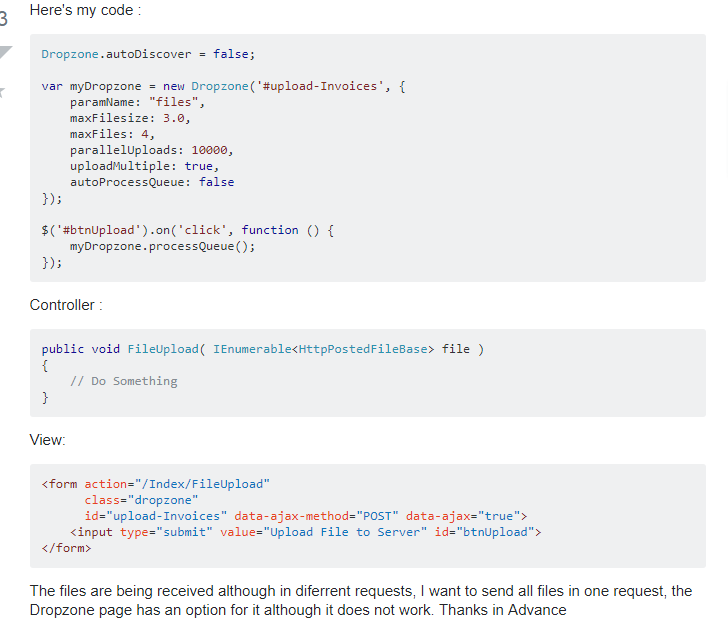 3
Here's my code :
Dropzone.autoDiscover = false;
var myDropzone = new Dropzone('#upload-Invoices', {
    paramName: "files",
    maxFilesize: 3.0,
    maxFiles: 4,
    parallelUploads: 10000,
    uploadMultiple: true,
    autoProcessQueue: false
});
$('#btnUpload').on('click', function () {
    myDropzone.processQueue();
});
Controller :
public void FileUpload( IEnumerable<HttpPostedFileBase> file )
{
    // Do Something
}
View:
<form action="/Index/FileUpload"
      class="dropzone"
      id="upload-Invoices" data-ajax-method="POST" data-ajax="true">
    <input type="submit" value="Upload File to Server" id="btnUpload">
</form>
The files are being received although in diferrent requests, I want to send all files in one request, the
Dropzone page has an option for it although it does not work. Thanks in Advance